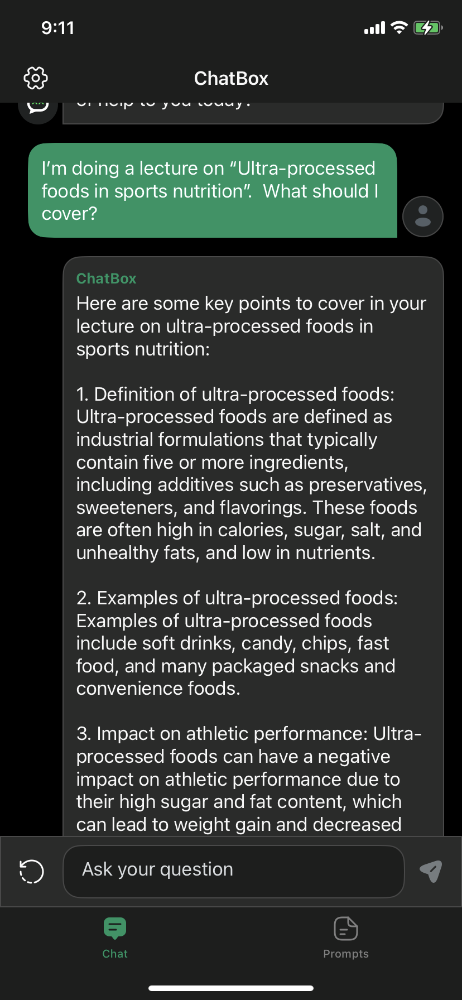 9:11
ChatBox
or help to you today?
I'm doing a lecture on “Ultra-processed
foods in sports nutrition”.  What should I
cover?
ChatBox
Here are some key points to cover in your
lecture on ultra-processed foods in
sports nutrition:
1. Definition of ultra-processed foods:
Ultra-processed foods are defined as
industrial formulations that typically
contain five or more ingredients,
including additives such as preservatives,
sweeteners, and flavorings. These foods
are often high in calories, sugar, salt, and
unhealthy fats, and low in nutrients.
2. Examples of ultra-processed foods:
Examples of ultra-processed foods
include soft drinks, candy, chips, fast
food, and many packaged snacks and
convenience foods.
3. Impact on athletic performance: Ultra-
processed foods can have a negative
impact on athletic performance due to
their high sugar and fat content, which
can lead to weight gain and decreased
Ask your question
Chat
Prompts